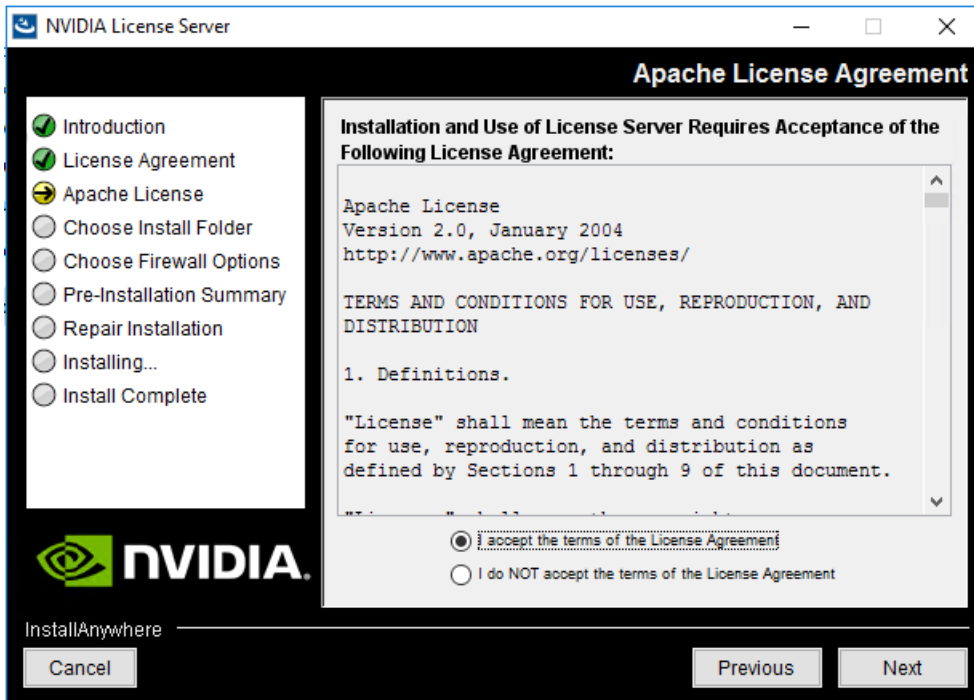 NVIDIA License Server
Apache License Agreement
Introduction
License Agreement
Apache License
Choose Install Folder
Choose Firewall Options
Pre-Installation Summary
Repair Installation
Installing...
Install Complete
Installation and Use of License Server Requires Acceptance of the
Following License Agreement:
Apache License
Version 2.0, January 2004
http://www.apache.org/licenses/
TERMS AND CONDITIONS FOR USE, REPRODUCTION, AND
DISTRIBUTION
1. Definitions.
"License" shall mean the terms and conditions
for use, reproduction, and distribution as
defined by Sections 1 through 9 of this document.
I accept the terms of the License Agreement
I do NOT accept the terms of the License Agreement
NVIDIA.
InstallAnywhere
Cancel
Previous
Next